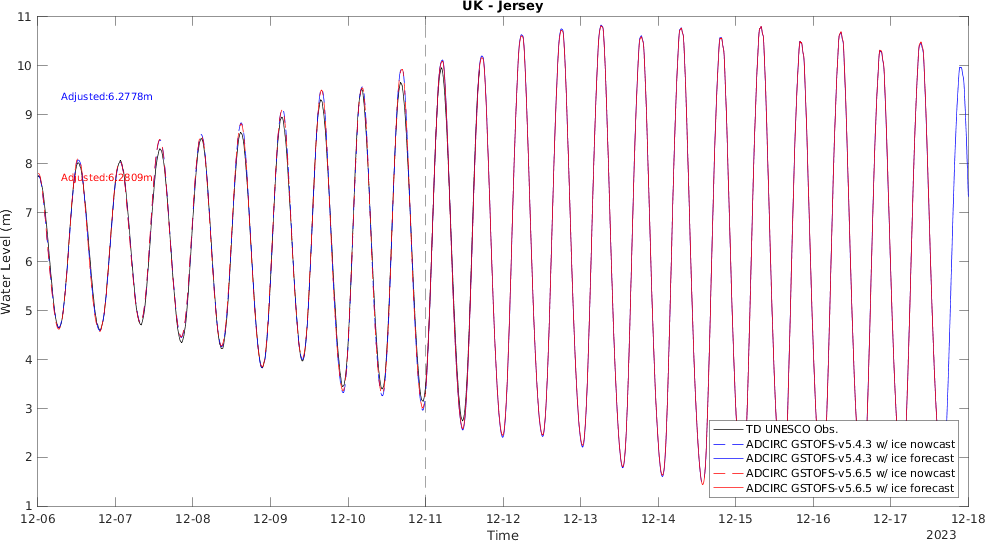 UK - Jersey
11
10
9
8
7
6
5
4
3
2
1
Water Level (m)
Adjusted:6.2778m
Adjusted:6.2809m
TD UNESCO Obs.
ADCIRC GSTOFS-v5.4.3 w/ ice nowcast
ADCIRC GSTOFS-v5.4.3 w/ ice forecast
ADCIRC GSTOFS-v5.6.5 w/ ice nowcast
ADCIRC GSTOFS-v5.6.5 w/ ice forecast
12-06 12-07 12-08 12-09 12-10 12-11 12-12 12-13 12-14 12-15 12-16 12-17 12-18
Time
2023